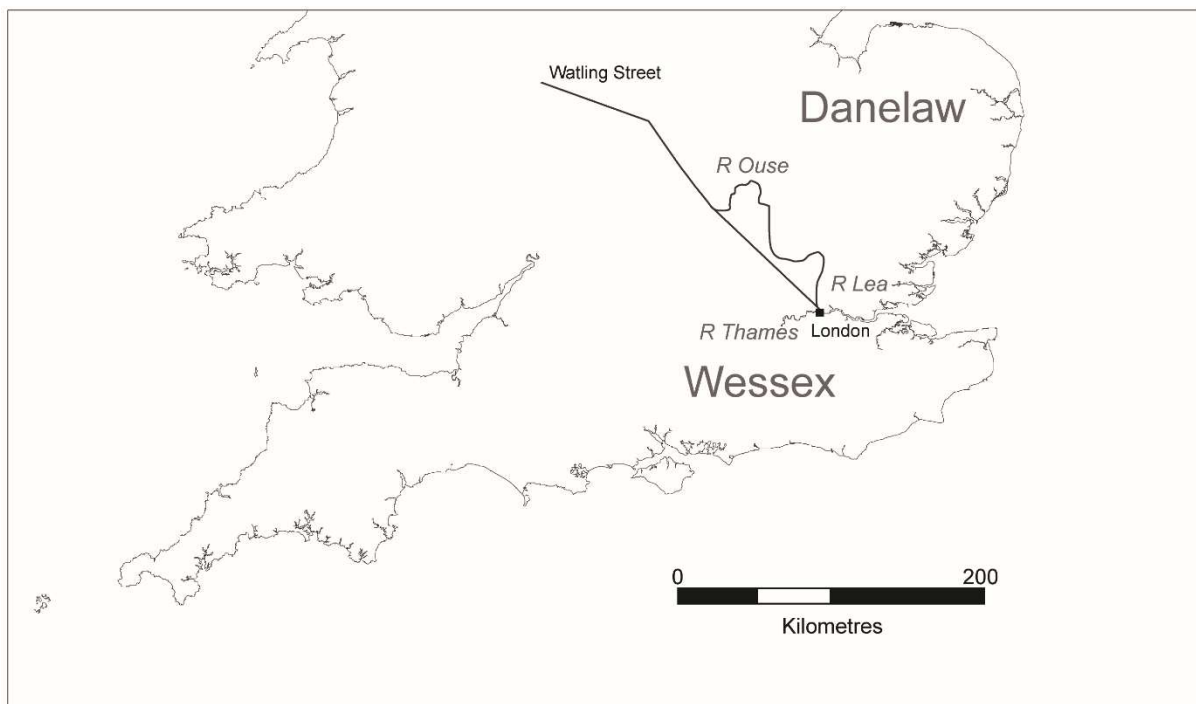 Watling Street
Danelaw
R Ouse
R Lea
R Thames
London
Wessex
0 200
Kilometres